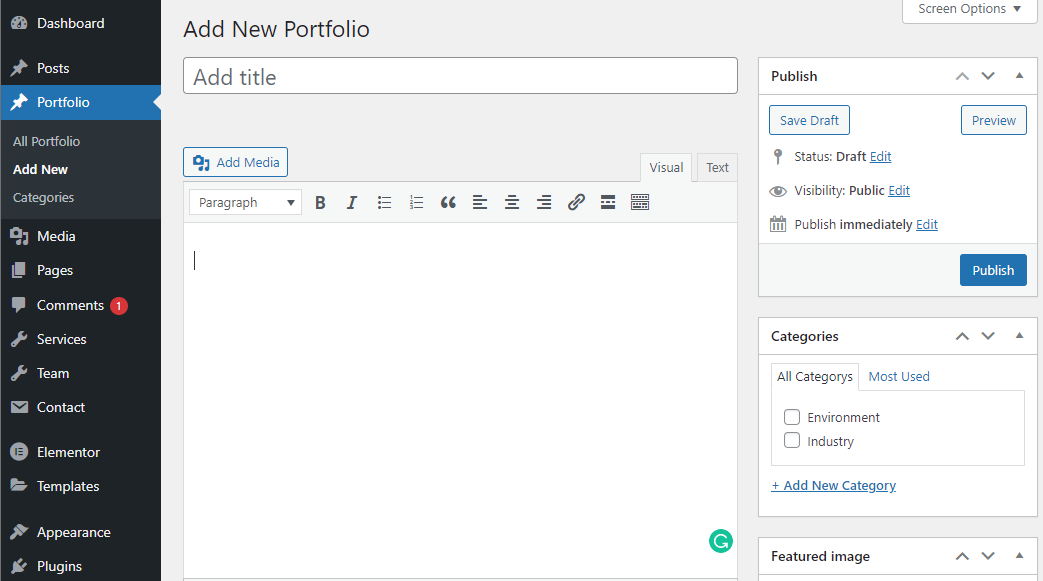 Dashboard
Posts
Portfolio
All Portfolio
Add New
Categories
Media
Pages
Comments 1
Services
Team
Contact
Elementor
Templates
Appearance
Plugins
Screen Options
Add New Portfolio
Add title
Add Media
Visual Text
Paragraph
B I
Publish
Save Draft Preview
Status: Draft Edit
Visibility: Public Edit
Publish immediately Edit
Publish
Categories
All Categorys Most Used
Environment
Industry
+ Add New Category
Featured image